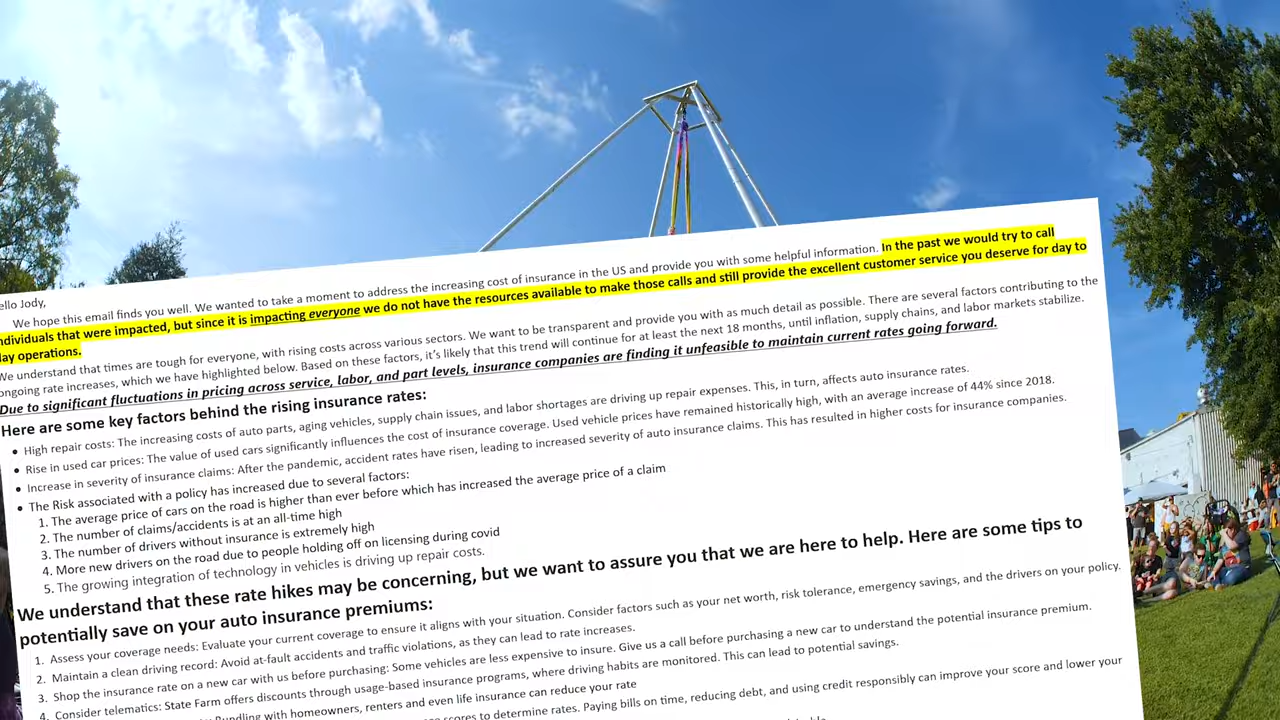 ello Jody,
We hope this email finds you well. We wanted to take a moment to address the increasing cost of insurance in the US and provide you with some helpful information. In the past we would try to call
ndividuals that were impacted, but since it is impacting everyone we do not have the resources available to make those calls and still provide the excellent customer service you deserve for day to
lay operations.
We understand that times are tough for everyone, with rising costs across various sectors. We want to be transparent and provide you with as much detail as possible. There are several factors contributing to the
ongoing rate increases, which we have highlighted below. Based on these factors, it's likely that this trend will continue for at least the next 18 months, until inflation, supply chains, and labor markets stabilize.
Due to significant fluctuations in pricing across service, labor, and part levels, insurance companies are finding it unfeasible to maintain current rates going forward.
Here are some key factors behind the rising insurance rates:
• High repair costs: The increasing costs of auto parts, aging vehicles, supply chain issues, and labor shortages are driving up repair expenses. This, in turn, affects auto insurance rates.
• Rise in used car prices: The value of used cars significantly influences the cost of insurance coverage. Used vehicle prices have remained historically high, with an average increase of 44% since 2018.
• Increase in severity of insurance claims: After the pandemic, accident rates have risen, leading to increased severity of auto insurance claims. This has resulted in higher costs for insurance companies.
• The Risk associated with a policy has increased due to several factors:
1. The average price of cars on the road is higher than ever before which has increased the average price of a claim
2. The number of claims/accidents is at an all-time high
3. The number of drivers without insurance is extremely high
4. More new drivers on the road due to people holding off on licensing during covid
5. The growing integration of technology in vehicles is driving up repair costs.
We understand that these rate hikes may be concerning, but we want to assure you that we are here to help. Here are some tips to
potentially save on your auto insurance premiums:
1. Assess your coverage needs: Evaluate your current coverage to ensure it aligns with your situation. Consider factors such as your net worth, risk tolerance, emergency savings, and the drivers on your policy.
2. Maintain a clean driving record: Avoid at-fault accidents and traffic violations, as they can lead to rate increases.
3. Shop the insurance rate on a new car with us before purchasing: Some vehicles are less expensive to insure. Give us a call before purchasing a new car to understand the potential insurance premium.
4. Consider telematics: State Farm offers discounts through usage-based insurance programs, where driving habits are monitored. This can lead to potential savings.
Bundling with homeowners, renters and even life insurance can reduce your rate
scores to determine rates. Paying bills on time, reducing debt, and using credit responsibly can improve your score and lower your